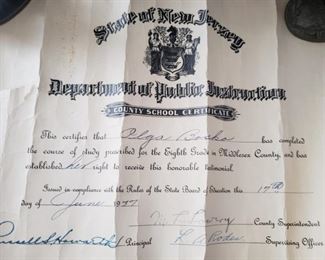 State of New Jersey
Department of Public Instruction
COUNTY SCHOOL CERTIFICATE
This certifies that Olga has completed
the course of study prescribed for the Eighth Grade in Middlesex County, and has
established her right to receive this honorable testimonial.
Issued in compliance with the Rules of the State Board of Education this 17th
day of June 19
M. L. Lowery County Superintendent
Principal Supervising Officer